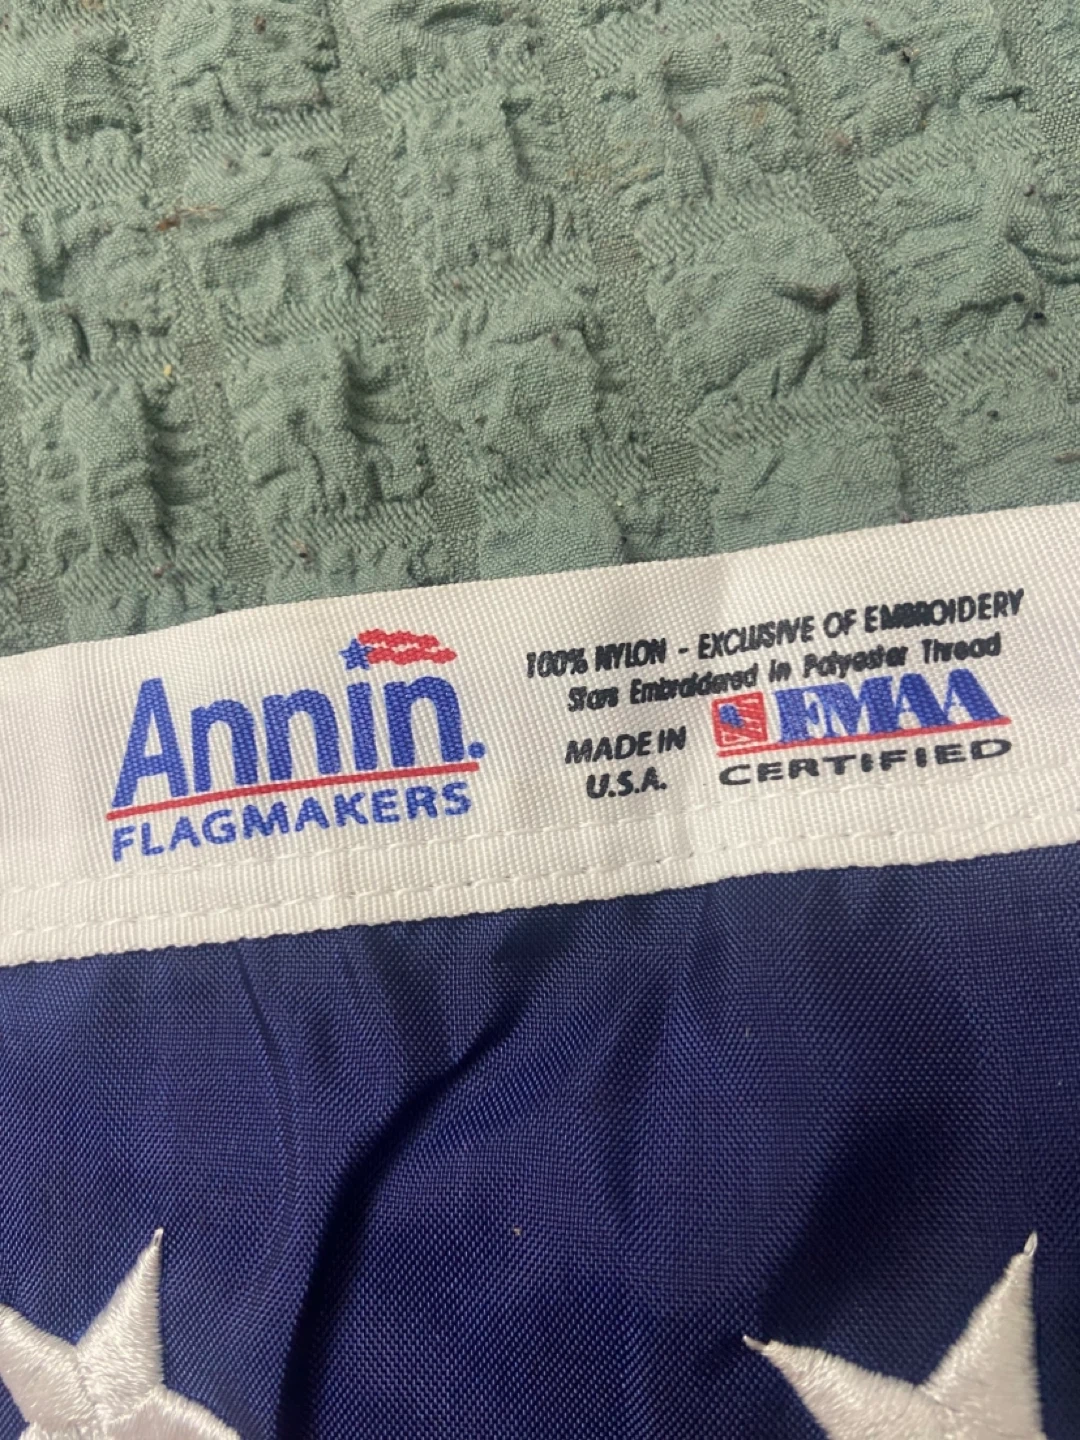 Annin.
FLAGMAKERS
100% NYLON - EXCLUSIVE OF EMBROIDERY
Stars Embroidered in Polyester Thread
MADE IN
U.S.A.
FMAA
CERTIFIED